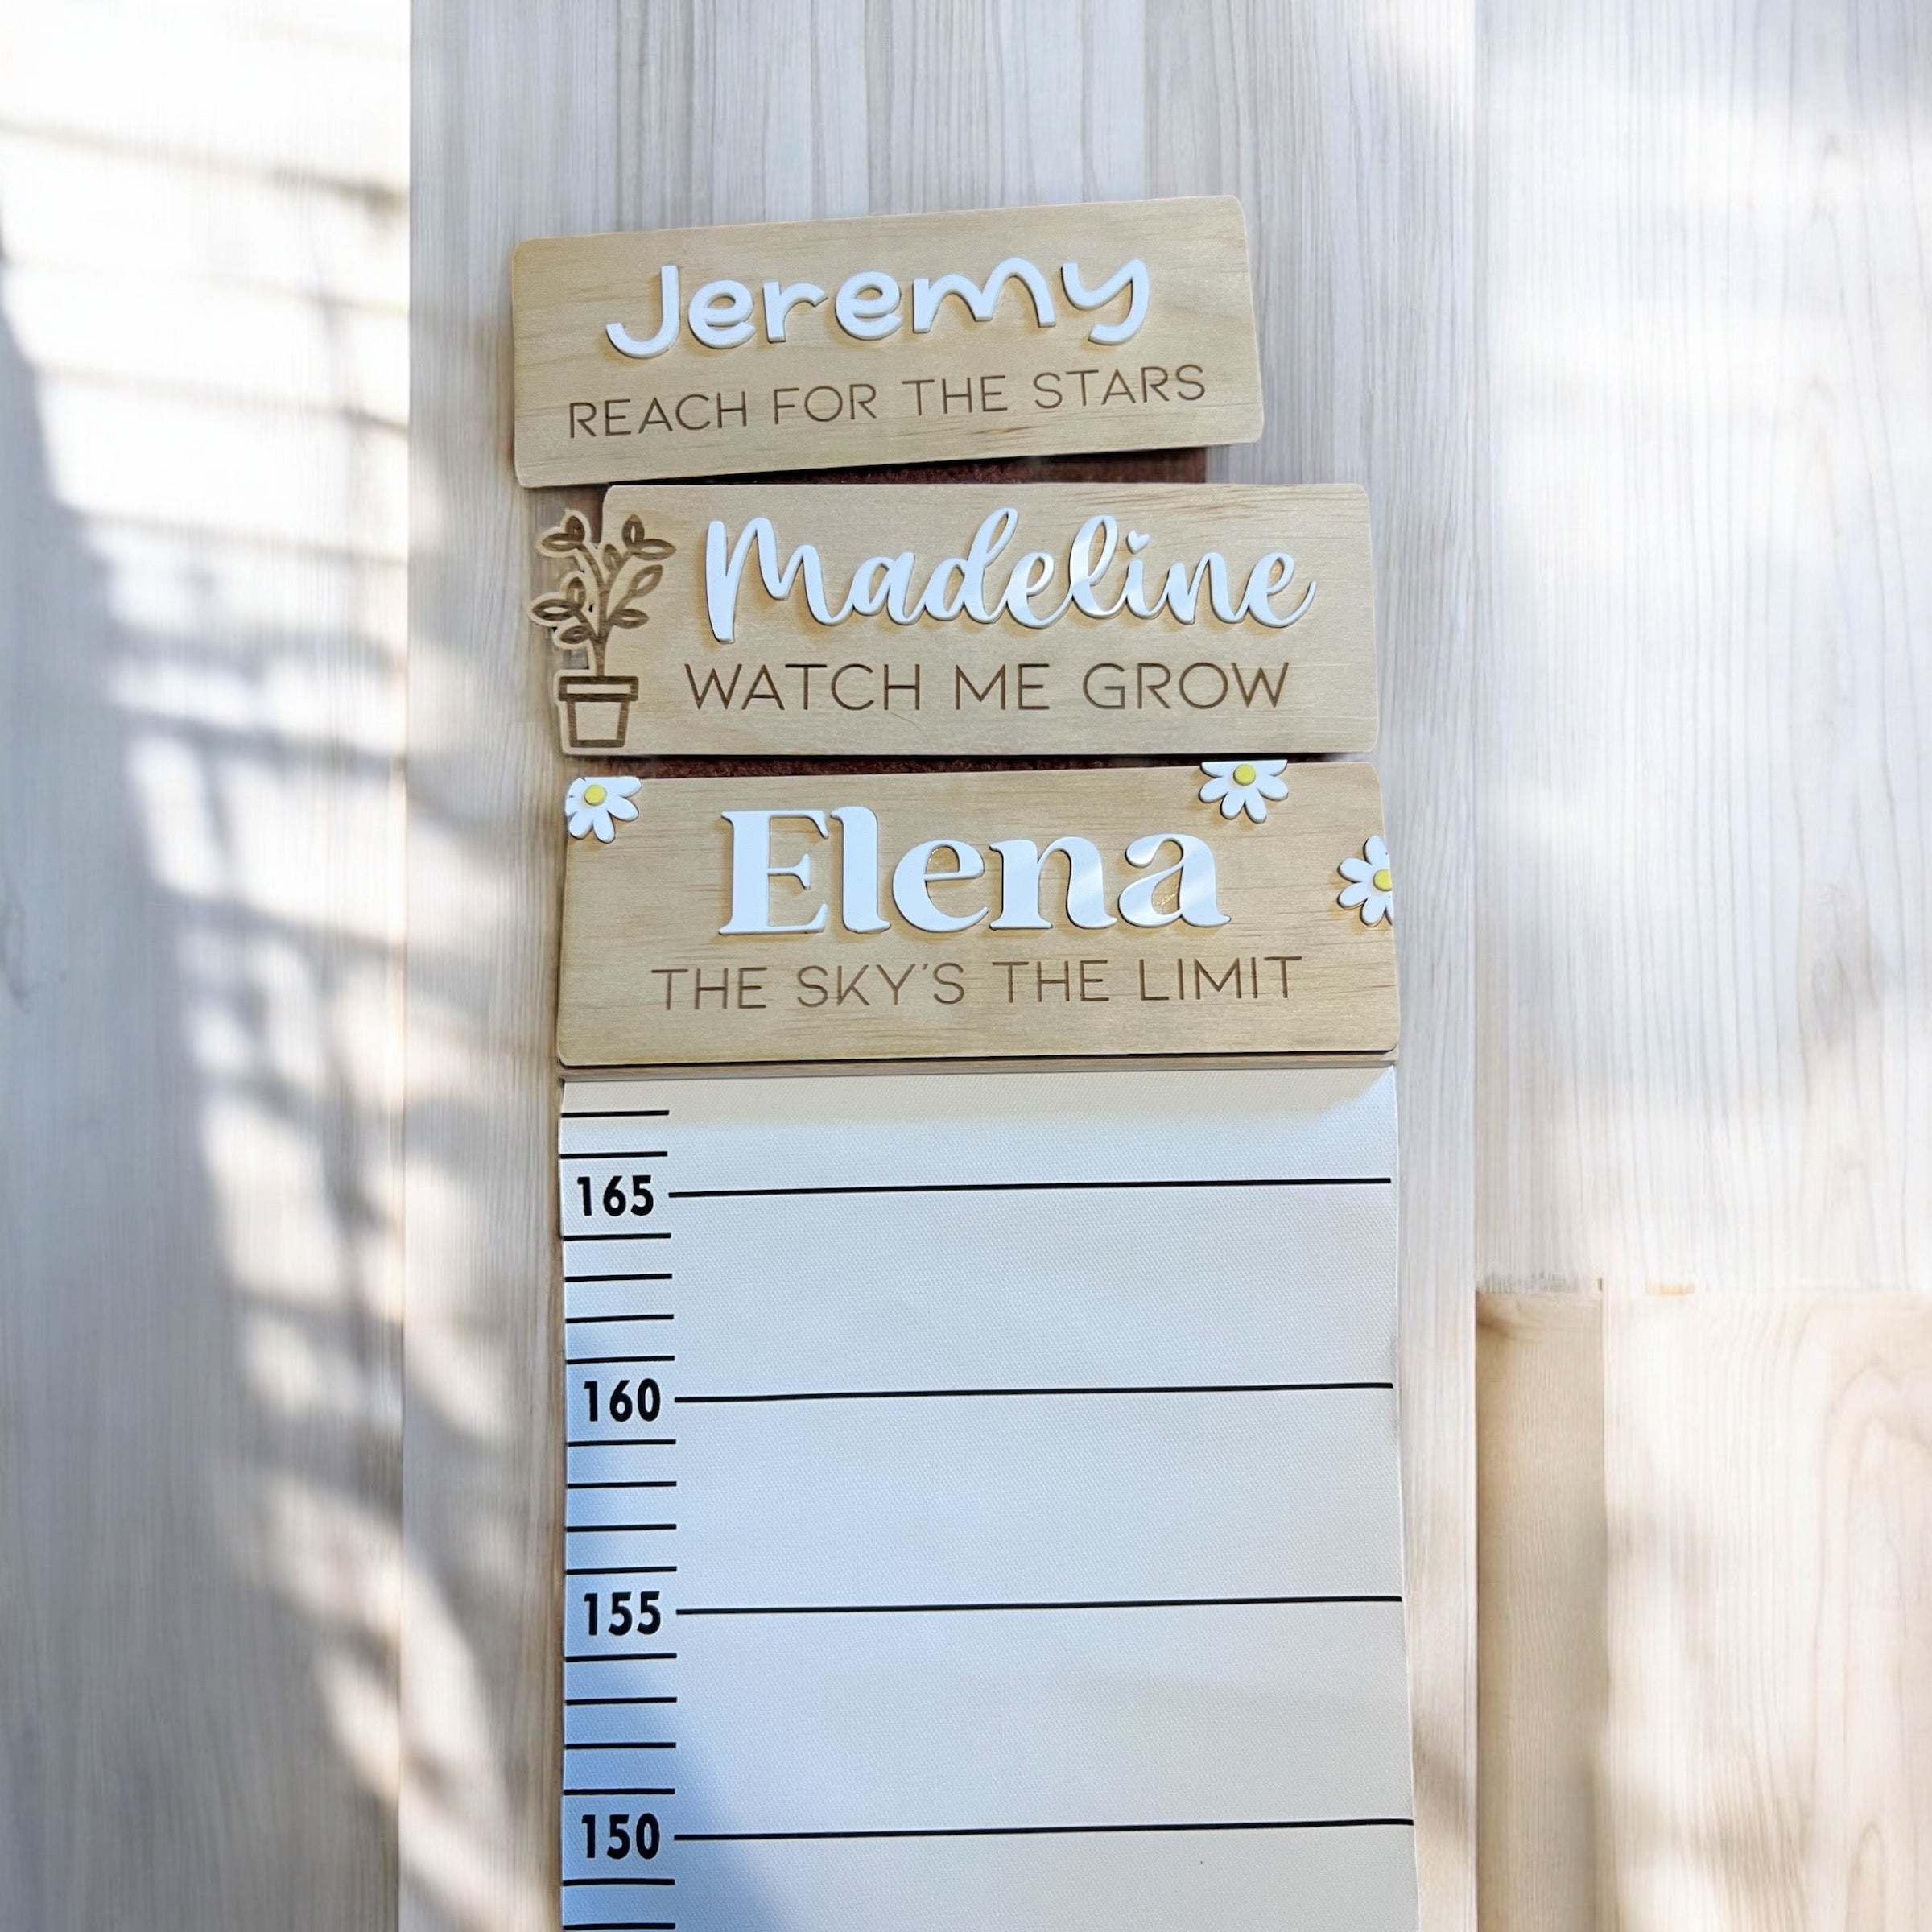 Jeremy
REACH FOR THE STARS
Madeline
WATCH ME GROW
Elena
THE SKY'S THE LIMIT
165
160
155
150